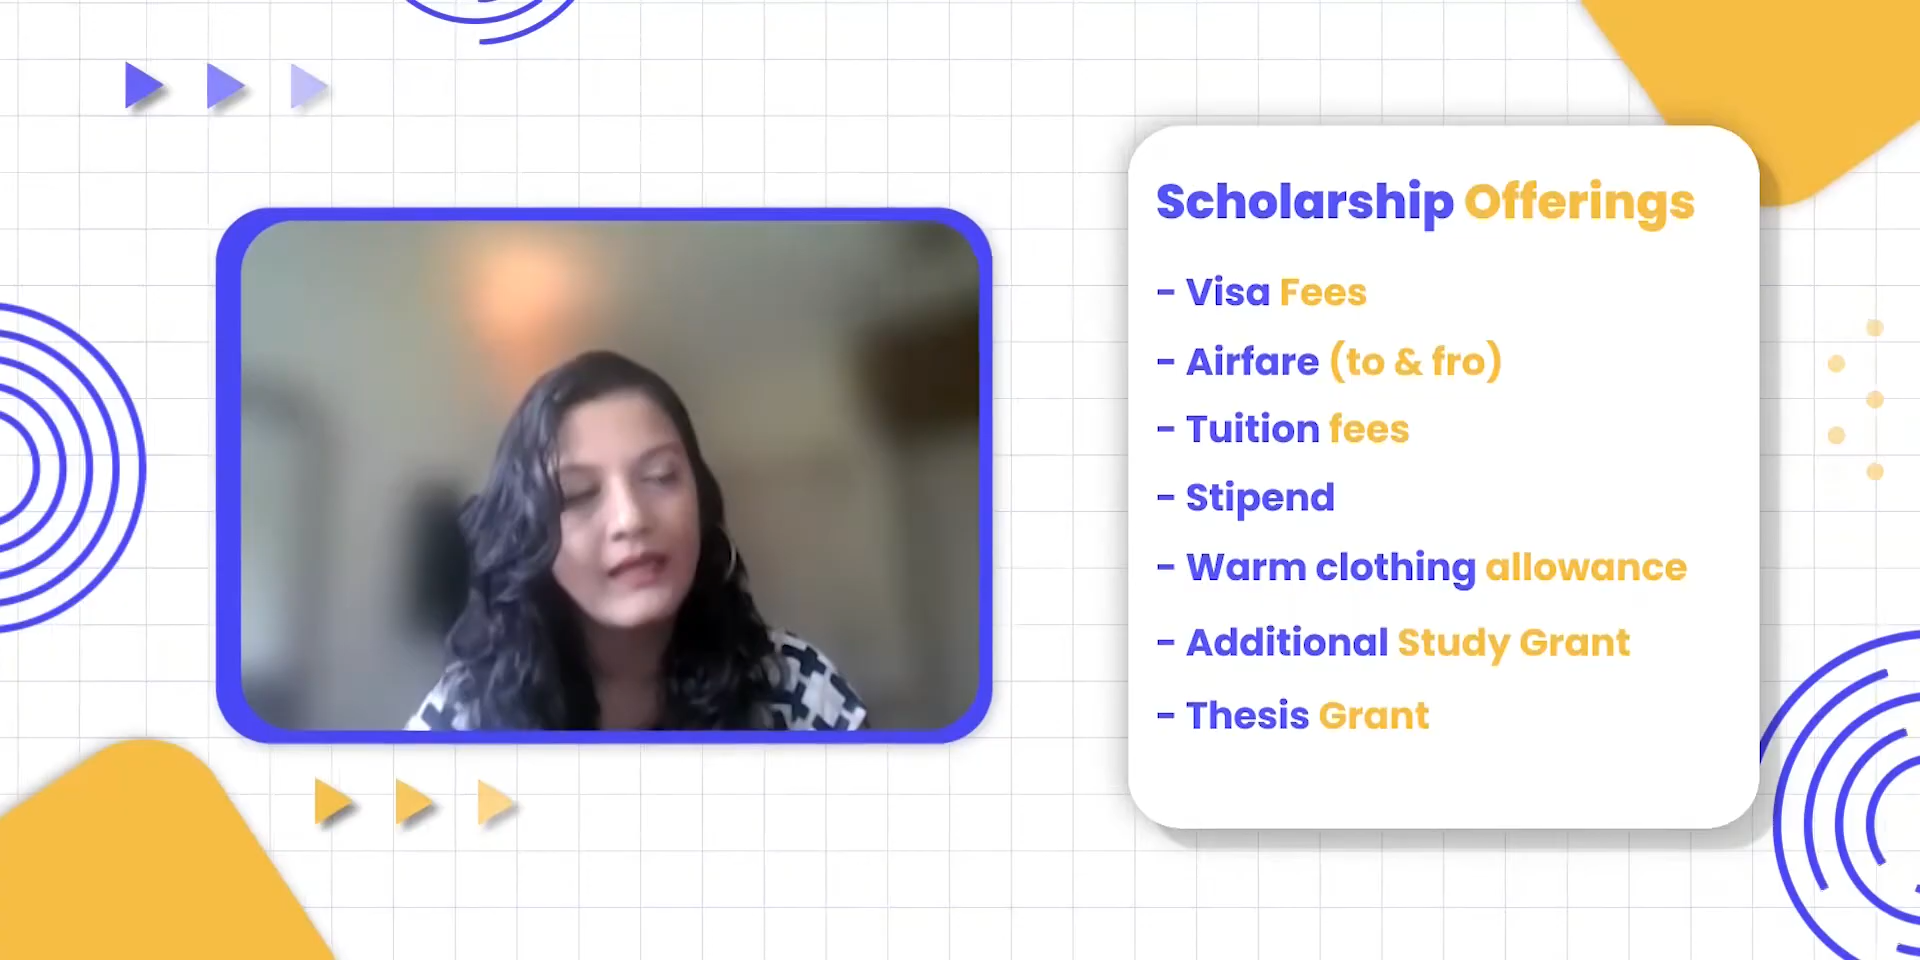 Scholarship Offerings
- Visa Fees
- Airfare (to & fro)
- Tuition fees
- Stipend
- Warm clothing allowance
- Additional Study Grant
- Thesis Grant